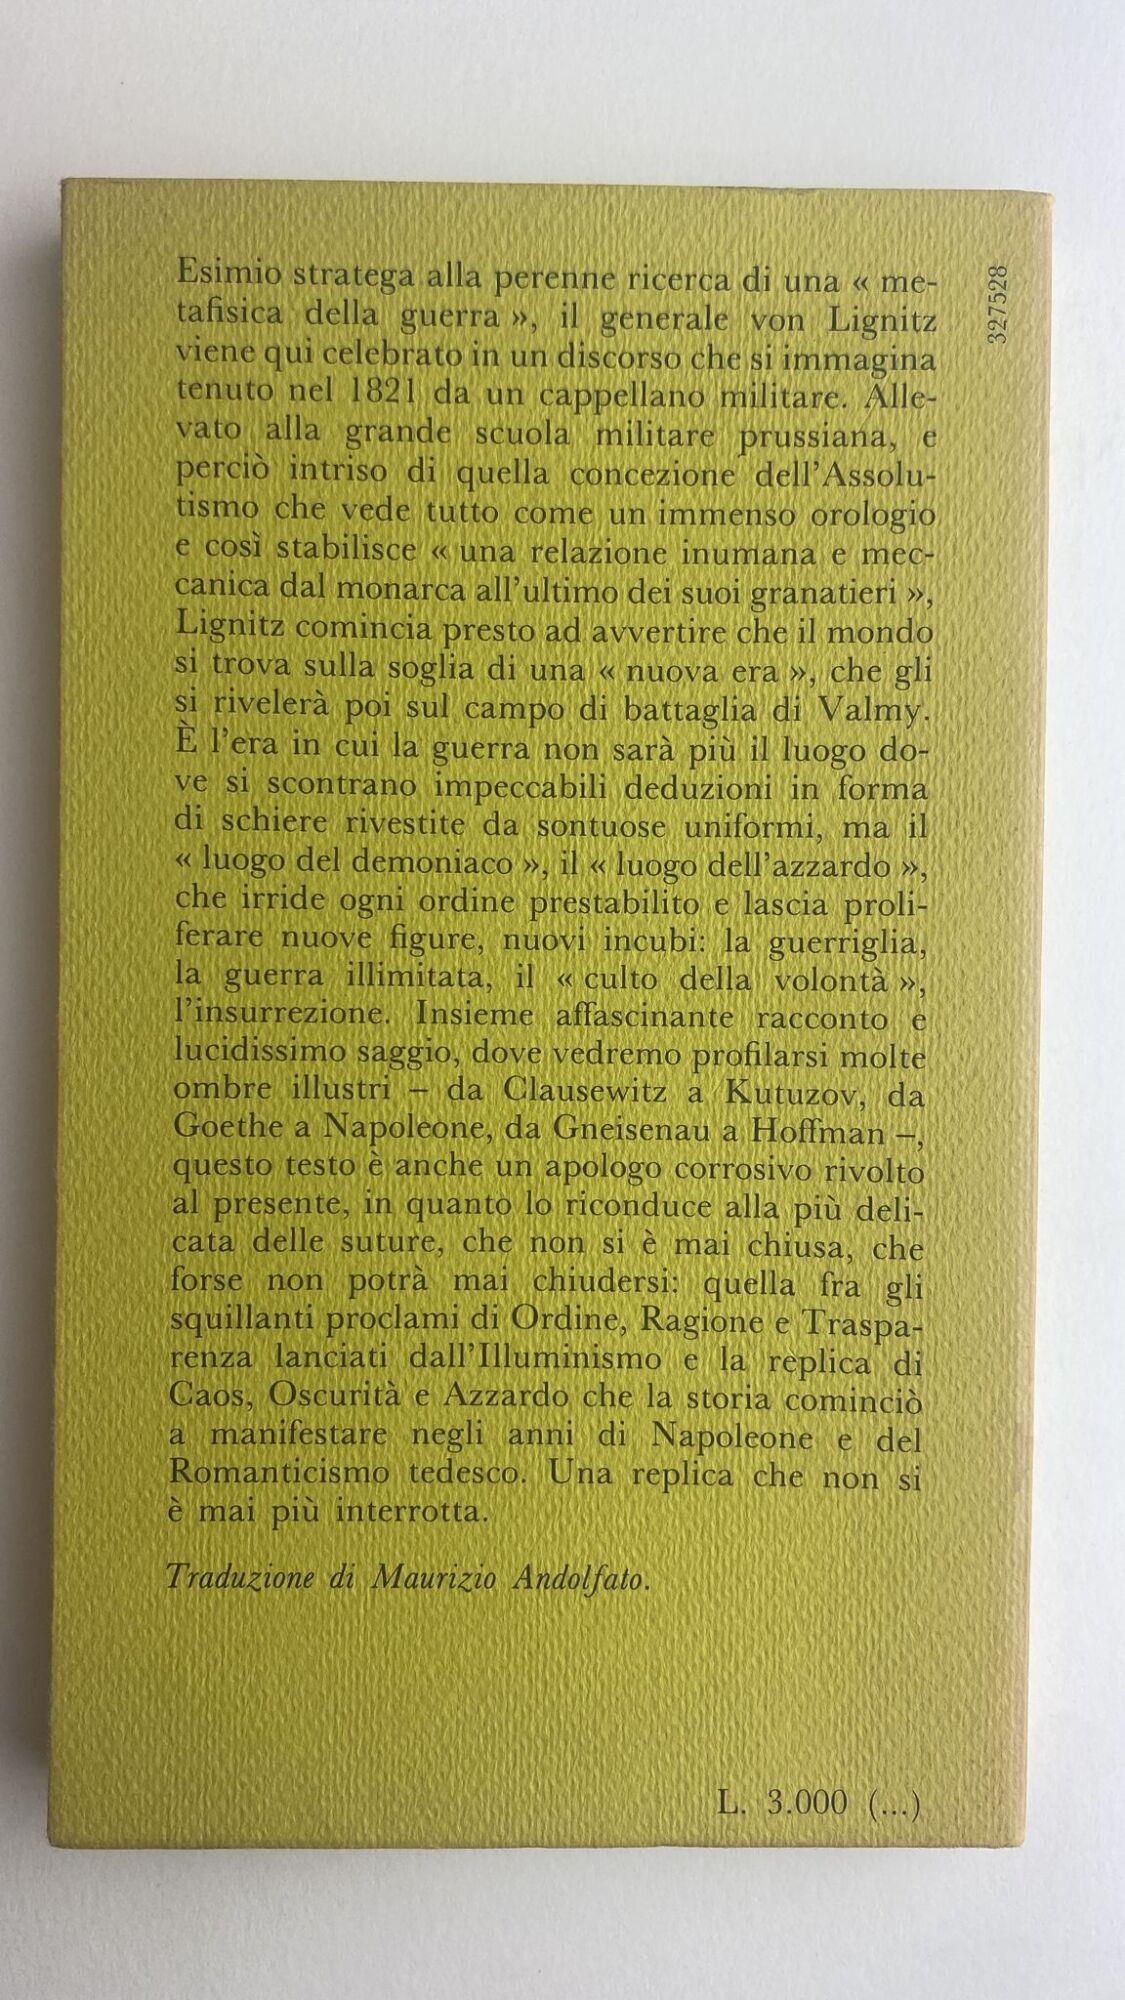 Esimio stratega alla perenne ricerca di una « me-
tafisica della guerra », il generale von Lignitz
viene qui celebrato in un discorso che si immagina
tenuto nel 1821 da un cappellano militare. Alle-
vato alla grande scuola militare prussiana, e
perciò intriso di quella concezione dell'Assolu-
tismo che vede tutto come un immenso orologio
e così stabilisce « una relazione inumana e mec-
canica dal monarca all'ultimo dei suoi granatieri »,
Lignitz comincia presto ad avvertire che il mondo
si trova sulla soglia di una « nuova era », che gli
si rivelerà poi sul campo di battaglia di Valmy.
È l'era in cui la guerra non sarà più il luogo do-
ve si scontrano impeccabili deduzioni in forma
di schiere rivestite da sontuose uniformi, ma il
« luogo del demoniaco », il « luogo dell'azzardo »,
che irride ogni ordine prestabilito e lascia proli-
ferare nuove figure, nuovi incubi: la guerriglia,
la guerra illimitata, il « culto della volontà »,
l'insurrezione. Insieme affascinante racconto e
lucidissimo saggio, dove vedremo profilarsi molte
ombre illustri – da Clausewitz a Kutuzov, da
Goethe a Napoleone, da Gneisenau a Hoffman –,
questo testo è anche un apologo corrosivo rivolto
al presente, in quanto lo riconduce alla più deli-
cata delle suture, che non si è mai chiusa, che
forse non potrà mai chiudersi: quella fra gli
squillanti proclami di Ordine, Ragione e Traspa-
renza lanciati dall'Illuminismo e la replica di
Caos, Oscurità e Azzardo che la storia cominciò
a manifestare negli anni di Napoleone e del
Romanticismo tedesco. Una replica che non si
è mai più interrotta.
Traduzione di Maurizio Andolfato.
L. 3.000 (...)
327528